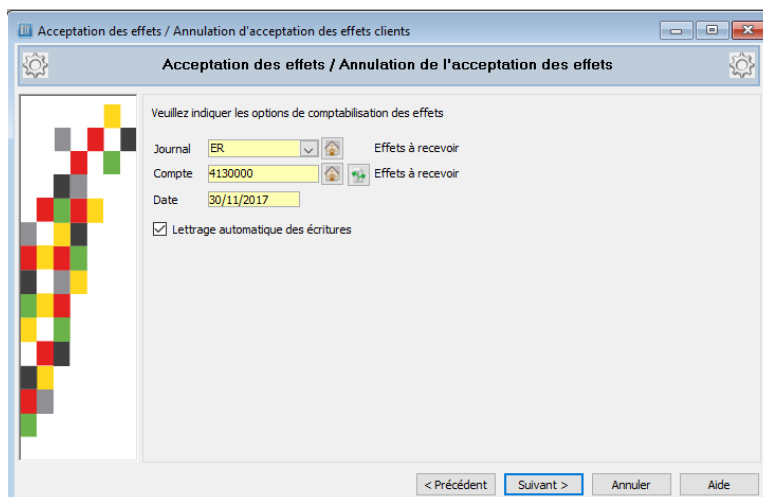 Acceptation des effets / Annulation d'acceptation des effets clients
Acceptation des effets / Annulation de l'acceptation des effets
Veuillez indiquer les options de comptabilisation des effets
Journal ER Effets à recevoir
Compte 4130000 Effets à recevoir
Date 30/11/2017
Lettrage automatique des écritures
< Précédent Suivant > Annuler Aide